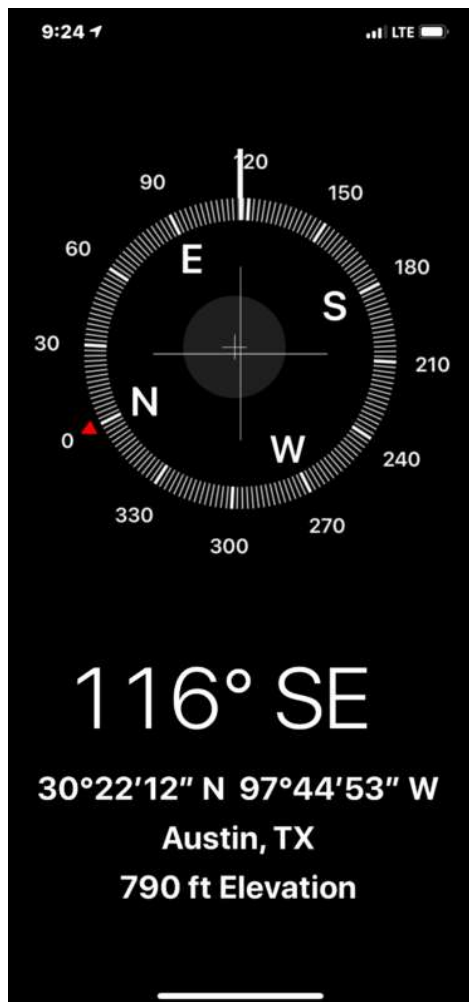 9:24 LTE
120
90 150
E
60 180
S
30 210
N
0 240
W
330 270
300
116° SE
30°22′12″ N 97°44′53″ W
Austin, TX
790 ft Elevation